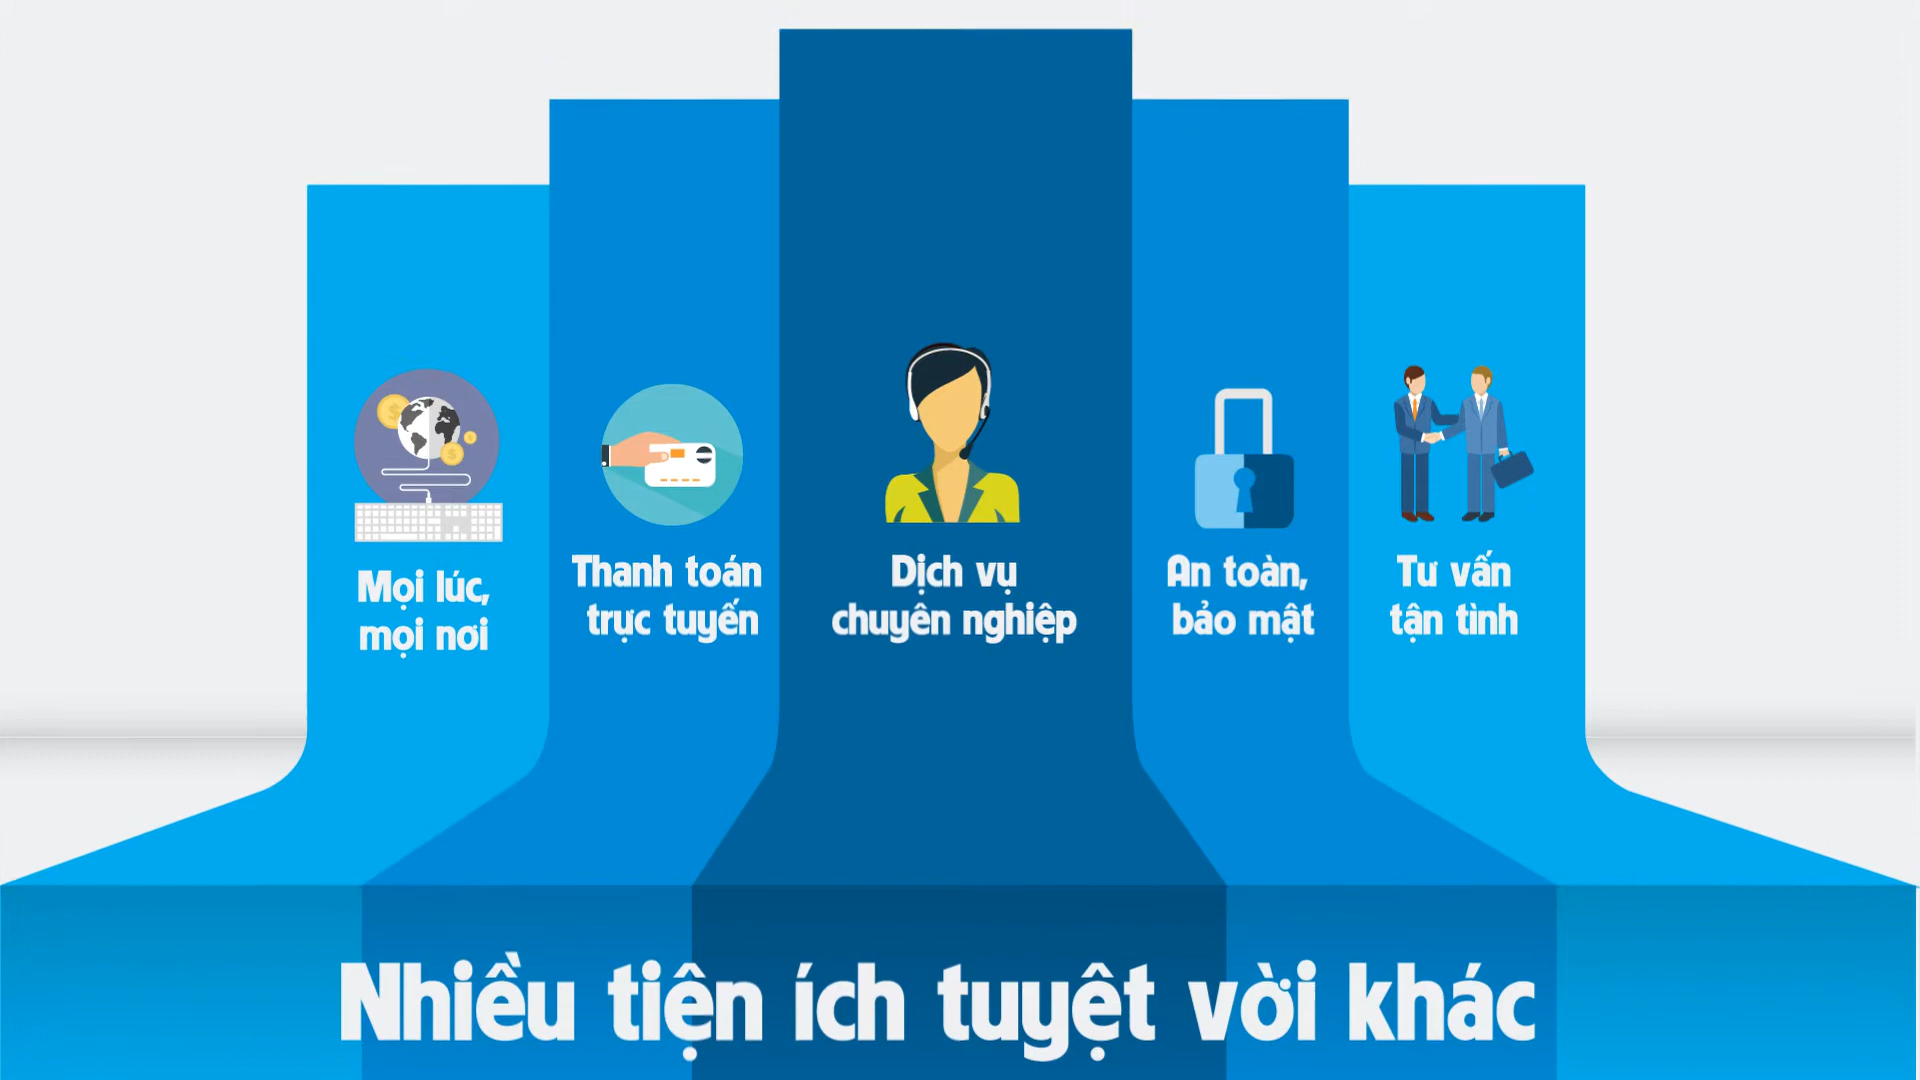 Mọi lúc,
mọi nơi
Thanh toán
trực tuyến
Dịch vụ
chuyên nghiệp
An toàn,
bảo mật
Tư vấn
tận tình
Nhiều tiện ích tuyệt vời khác